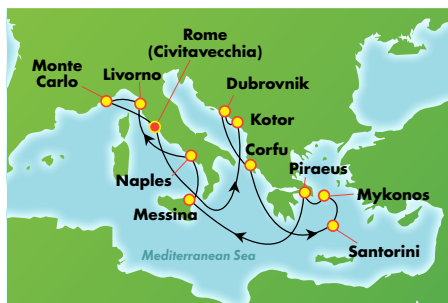 Rome
(Civitavecchia)
Monte
Carlo
Livorno
Dubrovnik
Kotor
Corfu
Piraeus
Naples
Mykonos
Messina
Santorini
Mediterranean Sea